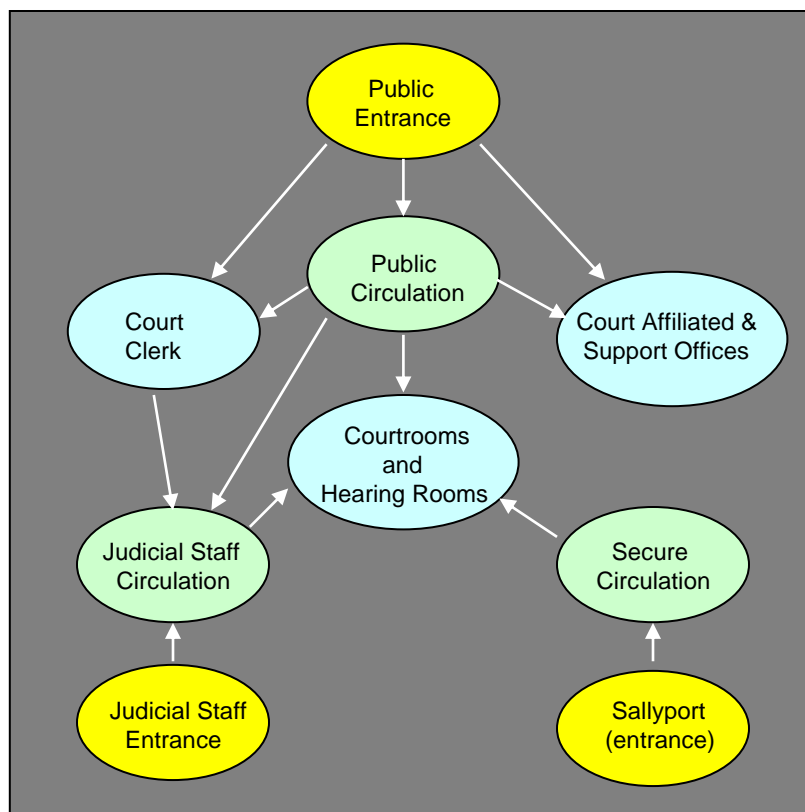 Public
Entrance
Public
Circulation
Court
Clerk
Court Affiliated &
Support Offices
Courtrooms
and
Hearing Rooms
Judicial Staff
Circulation
Secure
Circulation
Judicial Staff
Entrance
Sallyport
(entrance)